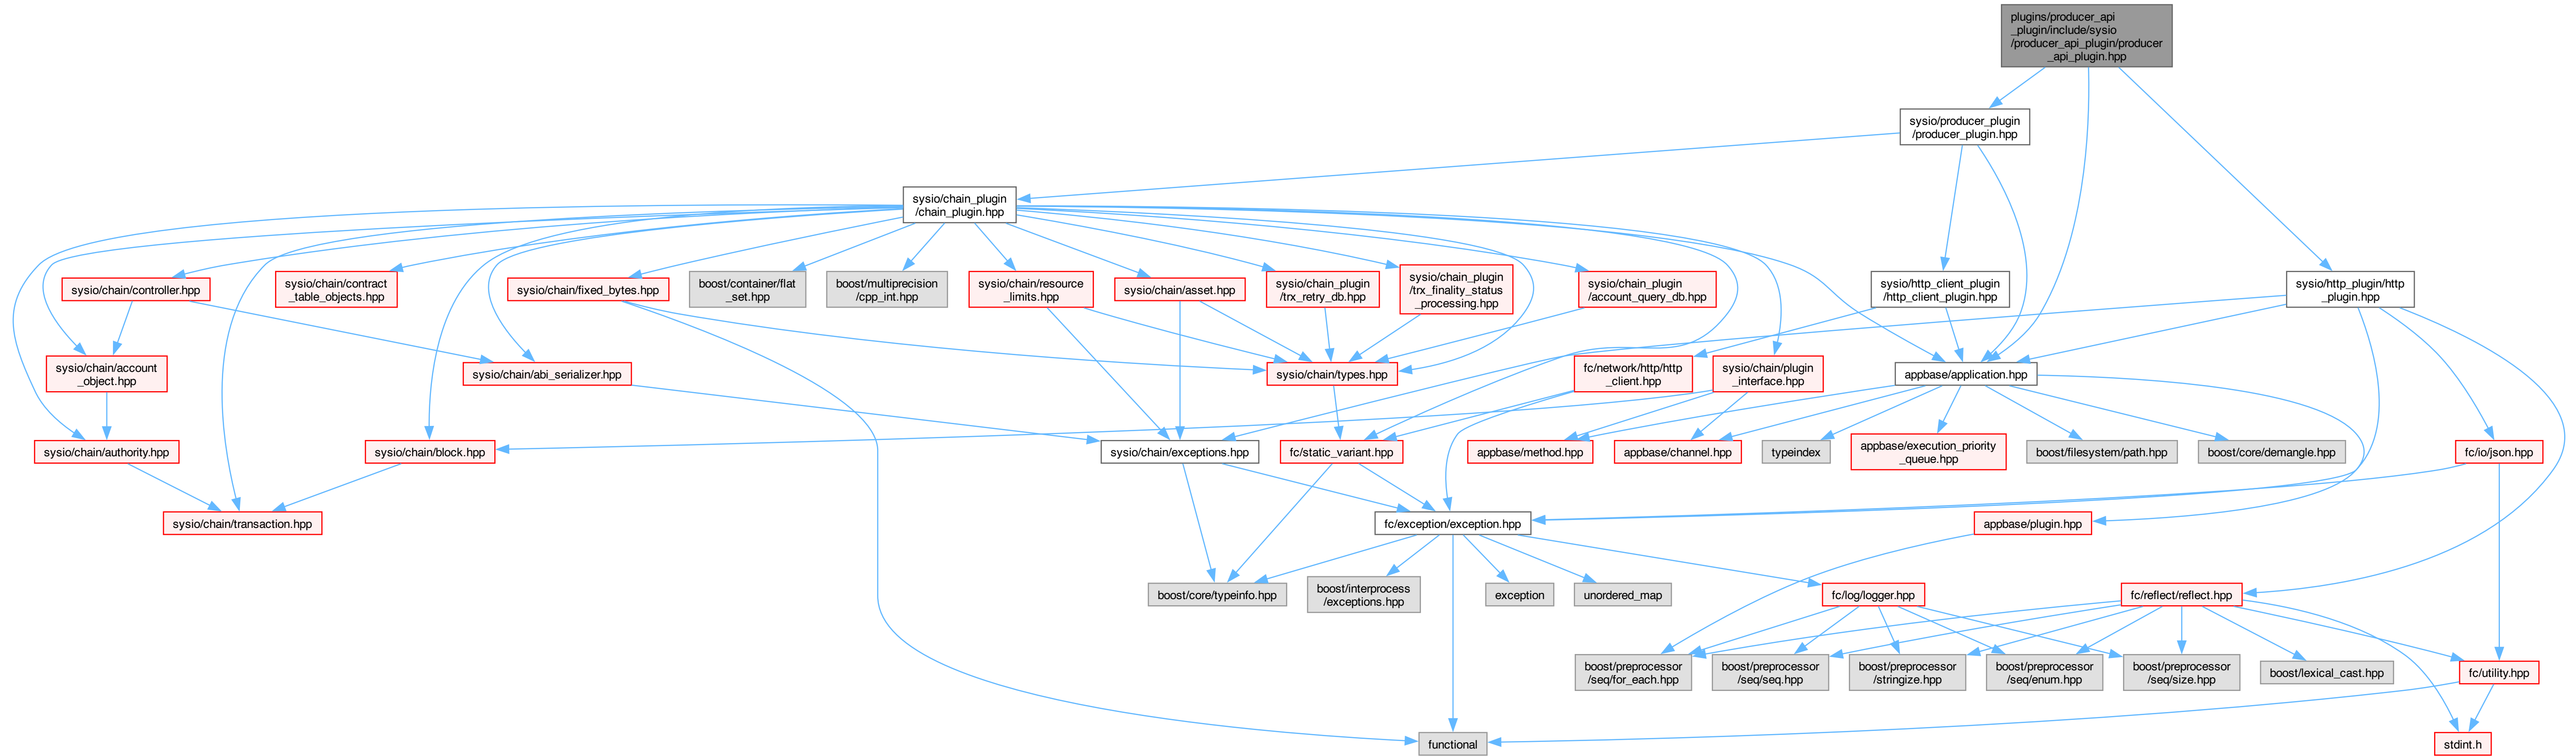 plugins/producer_api
_plugin/include/sysio
/producer_api_plugin/producer
_api_plugin.hpp
sysio/producer_plugin
/producer_plugin.hpp
sysio/chain_plugin
/chain_plugin.hpp
sysio/chain/controller.hpp
sysio/chain/contract
_table_objects.hpp
sysio/chain/fixed_bytes.hpp
boost/container/flat
_set.hpp
boost/multiprecision
/cpp_int.hpp
sysio/chain/resource
_limits.hpp
sysio/chain/asset.hpp
sysio/chain_plugin
/trx_retry_db.hpp
sysio/chain_plugin
/trx_finality_status
_processing.hpp
sysio/chain_plugin
/account_query_db.hpp
sysio/http_client_plugin
/http_client_plugin.hpp
sysio/http_plugin/http
_plugin.hpp
sysio/chain/account
_object.hpp
sysio/chain/abi_serializer.hpp
sysio/chain/types.hpp
fc/network/http/http
_client.hpp
sysio/chain/plugin
_interface.hpp
appbase/application.hpp
sysio/chain/authority.hpp
sysio/chain/block.hpp
sysio/chain/exceptions.hpp
fc/static_variant.hpp
appbase/method.hpp
appbase/channel.hpp
typeindex
appbase/execution_priority
_queue.hpp
boost/filesystem/path.hpp
boost/core/demangle.hpp
fc/io/json.hpp
sysio/chain/transaction.hpp
fc/exception/exception.hpp
appbase/plugin.hpp
boost/core/typeinfo.hpp
boost/interprocess
/exceptions.hpp
exception
unordered_map
fc/log/logger.hpp
fc/reflect/reflect.hpp
boost/preprocessor
/seq/for_each.hpp
boost/preprocessor
/seq/seq.hpp
boost/preprocessor
/stringize.hpp
boost/preprocessor
/seq/enum.hpp
boost/preprocessor
/seq/size.hpp
boost/lexical_cast.hpp
fc/utility.hpp
functional
stdint.h